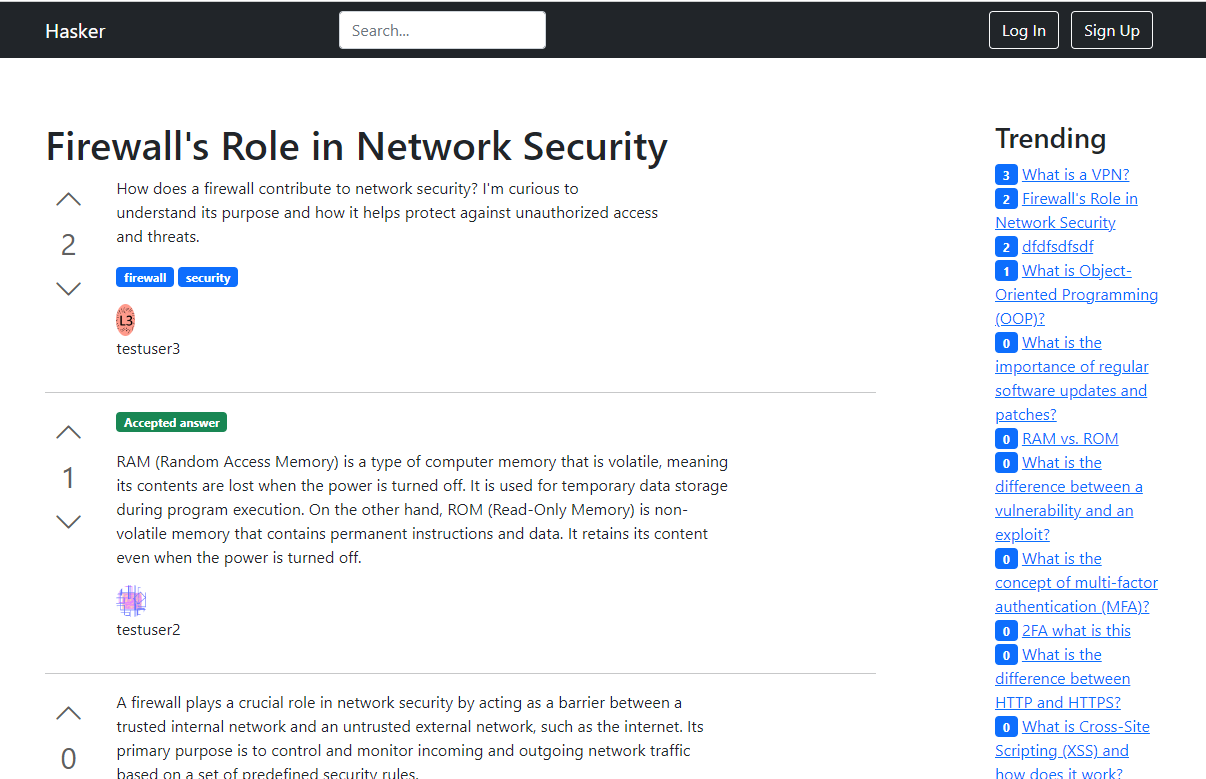 Hasker
Search...
Log In
Sign Up
Firewall's Role in Network Security
2
How does a firewall contribute to network security? I'm curious to
understand its purpose and how it helps protect against unauthorized access
and threats.
firewall security
L3
testuser3
1
Accepted answer
RAM (Random Access Memory) is a type of computer memory that is volatile, meaning
its contents are lost when the power is turned off. It is used for temporary data storage
during program execution. On the other hand, ROM (Read-Only Memory) is non-
volatile memory that contains permanent instructions and data. It retains its content
even when the power is turned off.
testuser2
0
A firewall plays a crucial role in network security by acting as a barrier between a
trusted internal network and an untrusted external network, such as the internet. Its
primary purpose is to control and monitor incoming and outgoing network traffic
based on a set of predefined security rules.
Trending
3 What is a VPN?
2 Firewall's Role in
Network Security
2 dfdfsdfsdf
1 What is Object-
Oriented Programming
(OOP)?
0 What is the
importance of regular
software updates and
patches?
0 RAM vs. ROM
0 What is the
difference between a
vulnerability and an
exploit?
0 What is the
concept of multi-factor
authentication (MFA)?
0 2FA what is this
0 What is the
difference between
HTTP and HTTPS?
0 What is Cross-Site
Scripting (XSS) and
how does it work?